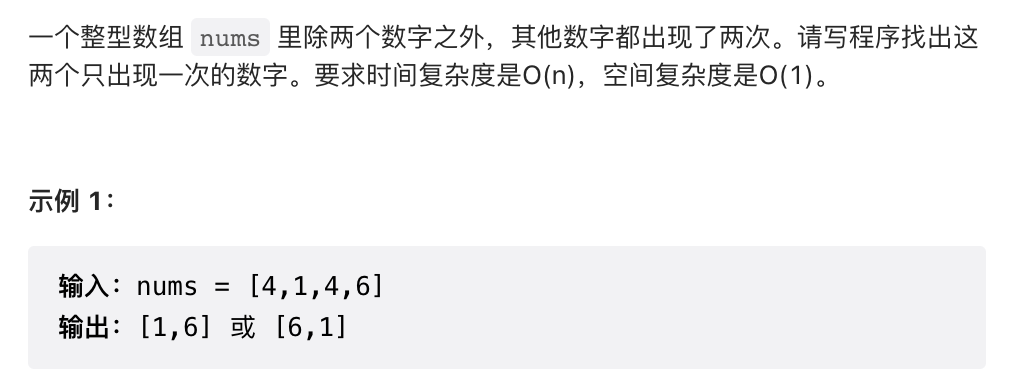 一个整型数组 nums 里除两个数字之外，其他数字都出现了两次。请写程序找出这
两个只出现一次的数字。要求时间复杂度是O(n)，空间复杂度是O(1)。
示例 1：
输入：nums = [4,1,4,6]
输出：[1,6] 或 [6,1]